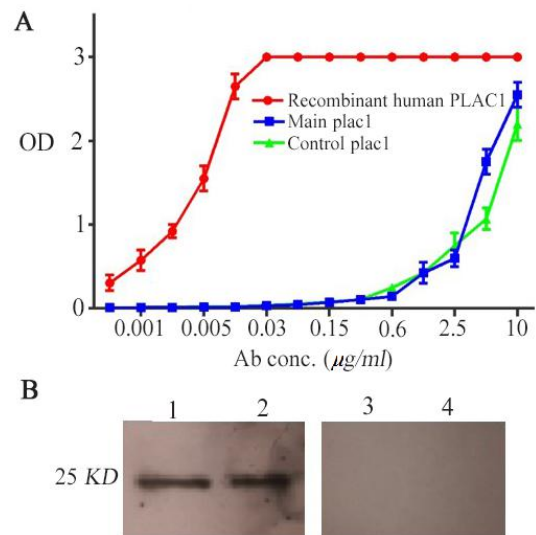 A
3
Recombinant human PLAC1
Main plac1
Control plac1
2
OD
1
0
0.001 0.005 0.03 0.15 0.6 2.5 10
Ab conc. (μg/ml)
B
1 2 3 4
25 KD